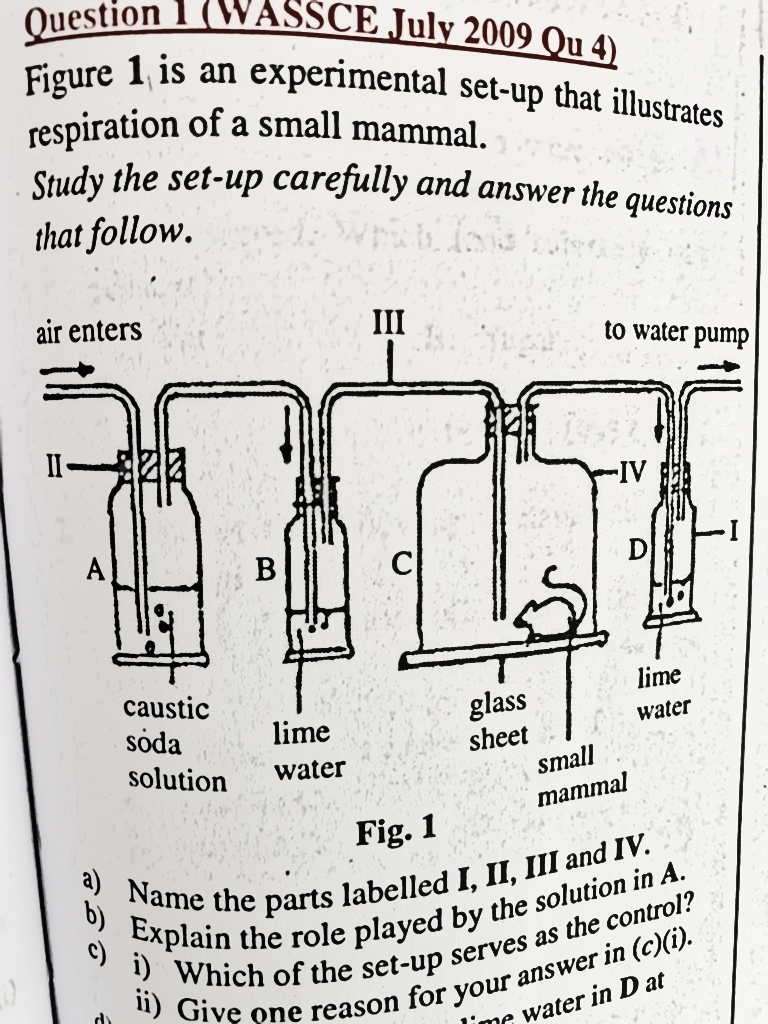 Question 1 (WASSCE July 2009 Qu 4)
Figure 1 is an experimental set-up that illustrates
respiration of a small mammal.
Study the set-up carefully and answer the questions
that follow.
air enters
III
to water pump
II
IV
I
A
B
C
D
caustic
soda
solution
lime
water
glass
sheet
small
mammal
lime
water
Fig. 1
a) Name the parts labelled I, II, III and IV.
b) Explain the role played by the solution in A.
c) i) Which of the set-up serves as the control?
ii) Give one reason for your answer in (c)(i).
d) lime water in D at